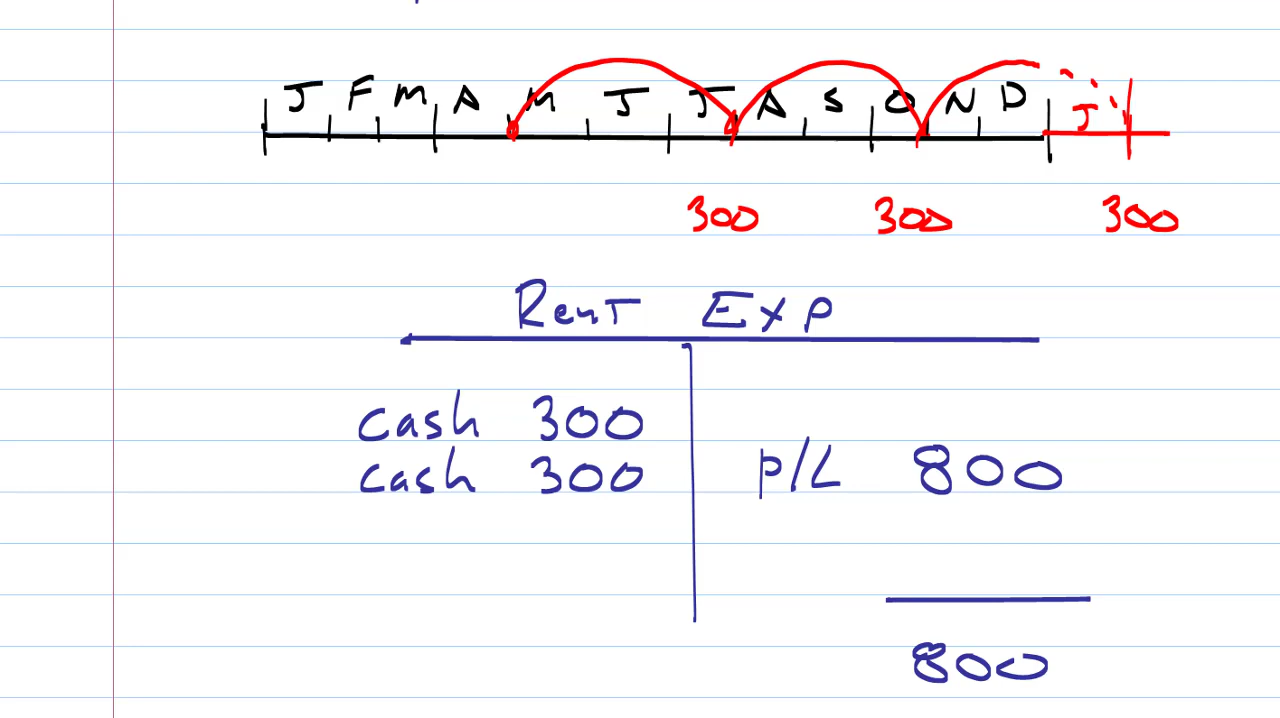 J F M A M J J A S O N D J
300 300 300
Rent Exp
cash 300
cash 300 P/L 800
800